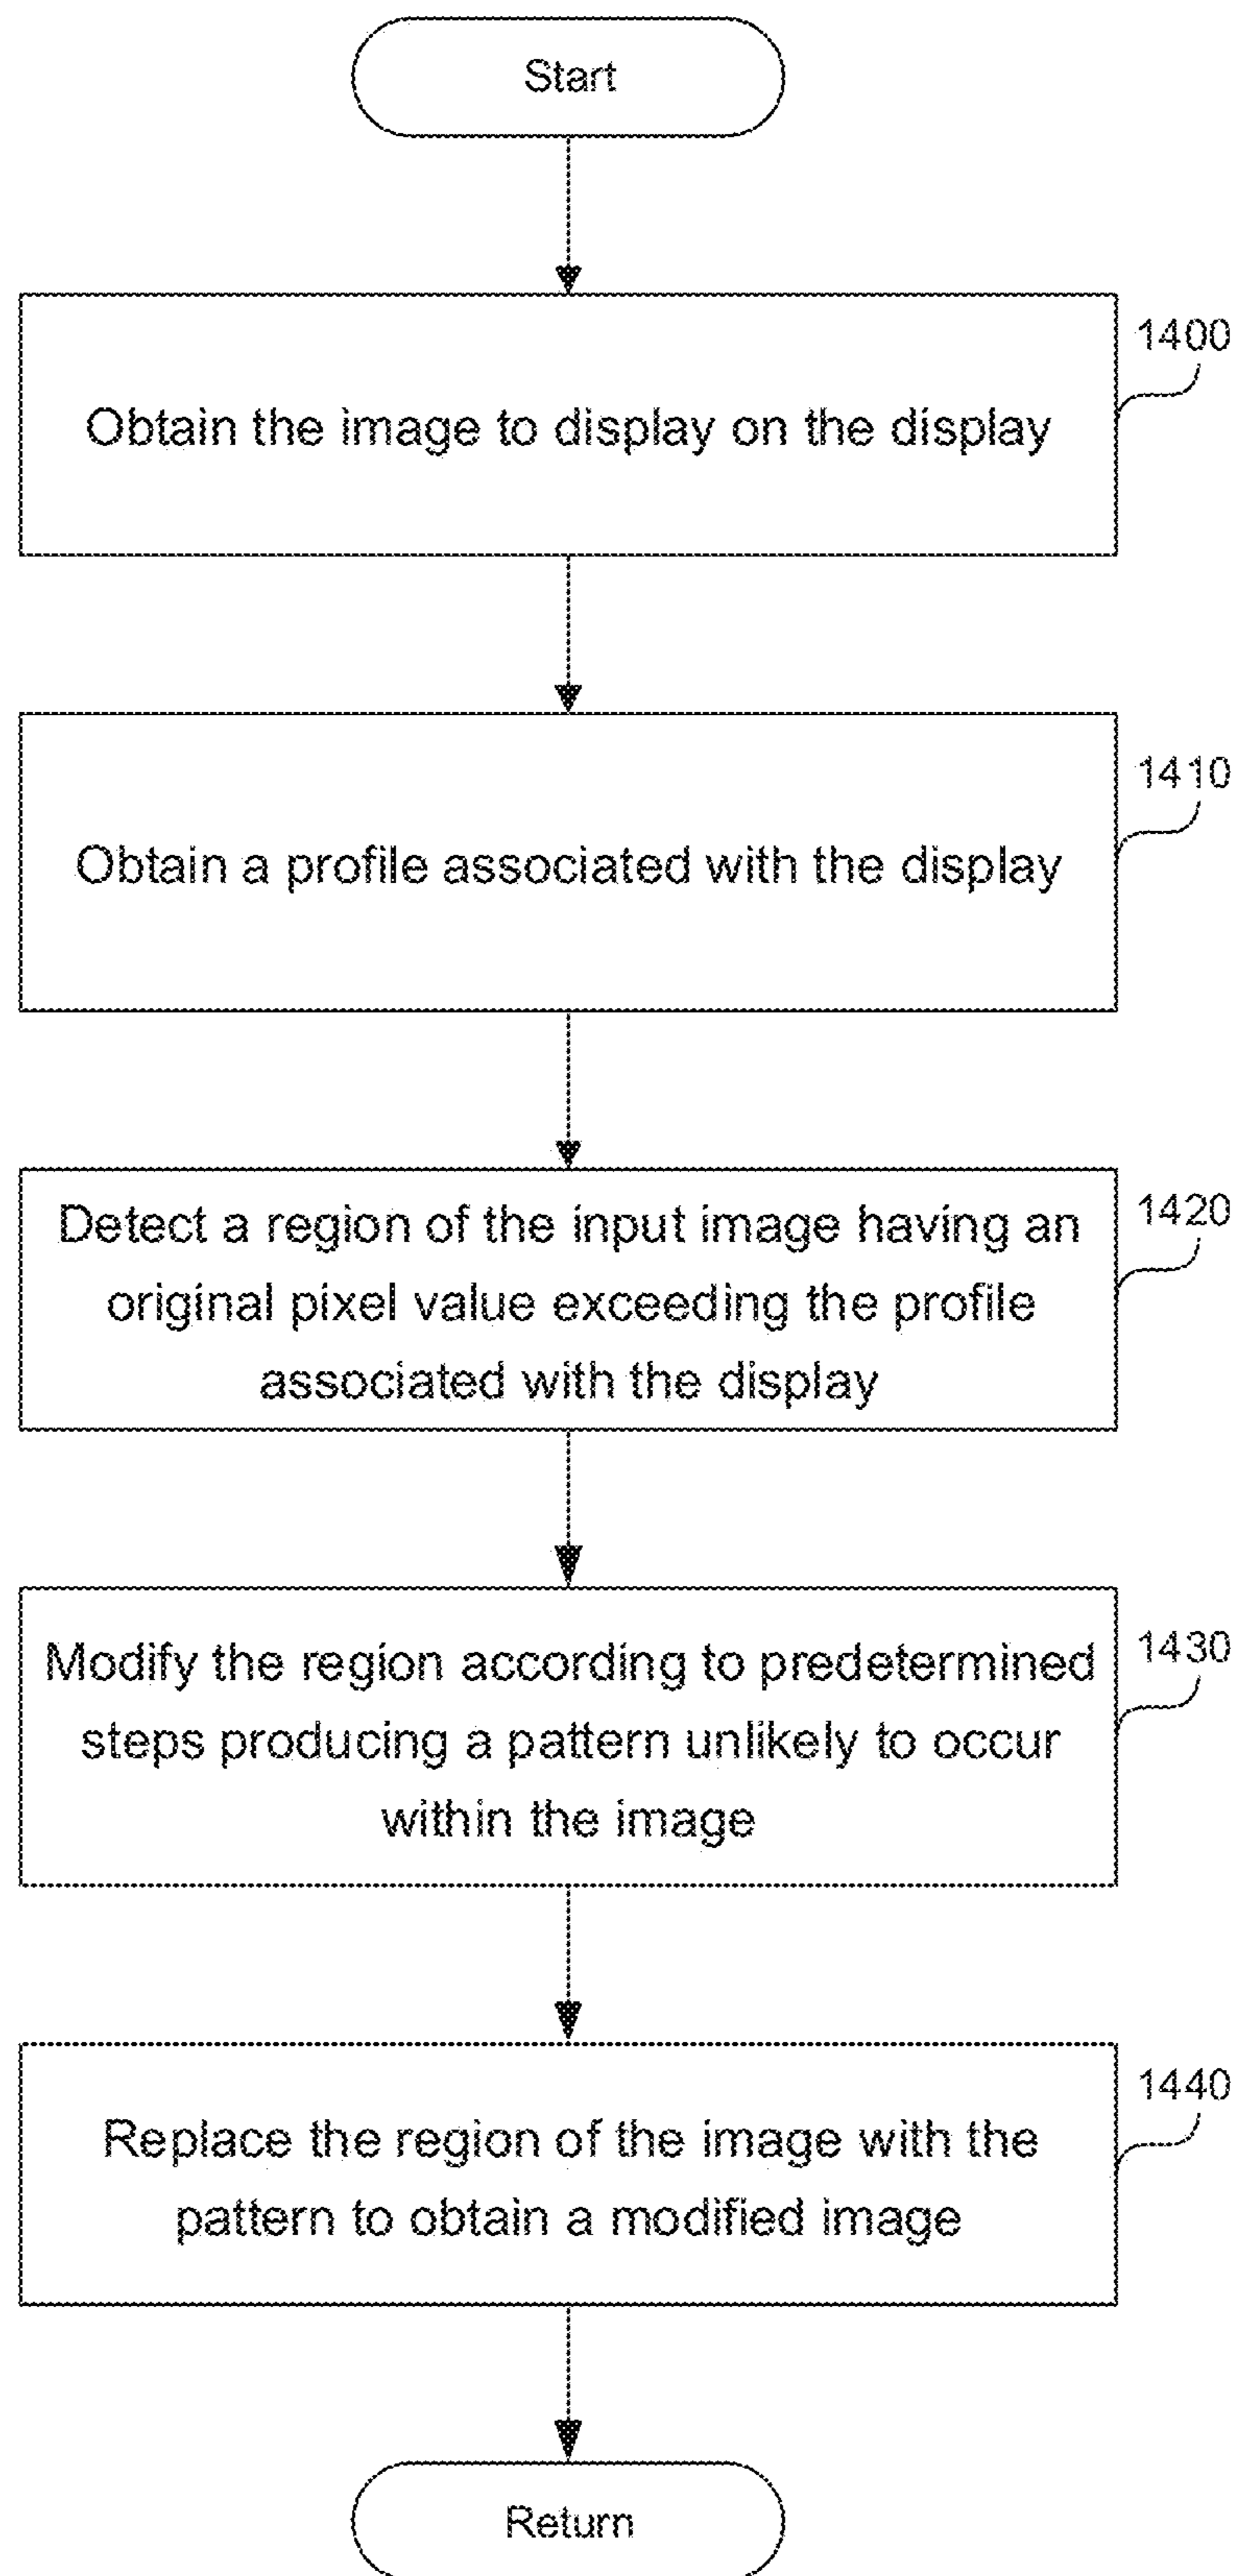 Start
1400
Obtain the image to display on the display
1410
Obtain a profile associated with the display
1420
Detect a region of the input image having an
original pixel value exceeding the profile
associated with the display
1430
Modify the region according to predetermined
steps producing a pattern unlikely to occur
within the image
1440
Replace the region of the image with the
pattern to obtain a modified image
Return